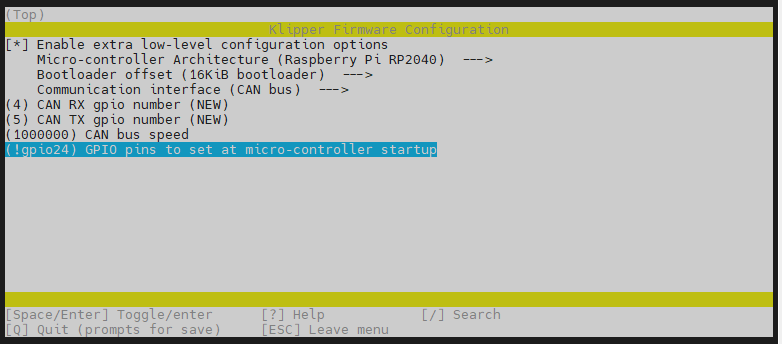 (Top)
Klipper Firmware Configuration
[*] Enable extra low-level configuration options
Micro-controller Architecture (Raspberry Pi RP2040)  --->
Bootloader offset (16KiB bootloader)  --->
Communication interface (CAN bus)  --->
(4) CAN RX gpio number (NEW)
(5) CAN TX gpio number (NEW)
(1000000) CAN bus speed
(!gpio24) GPIO pins to set at micro-controller startup
[Space/Enter] Toggle/enter [?] Help [/] Search
[Q] Quit (prompts for save) [ESC] Leave menu